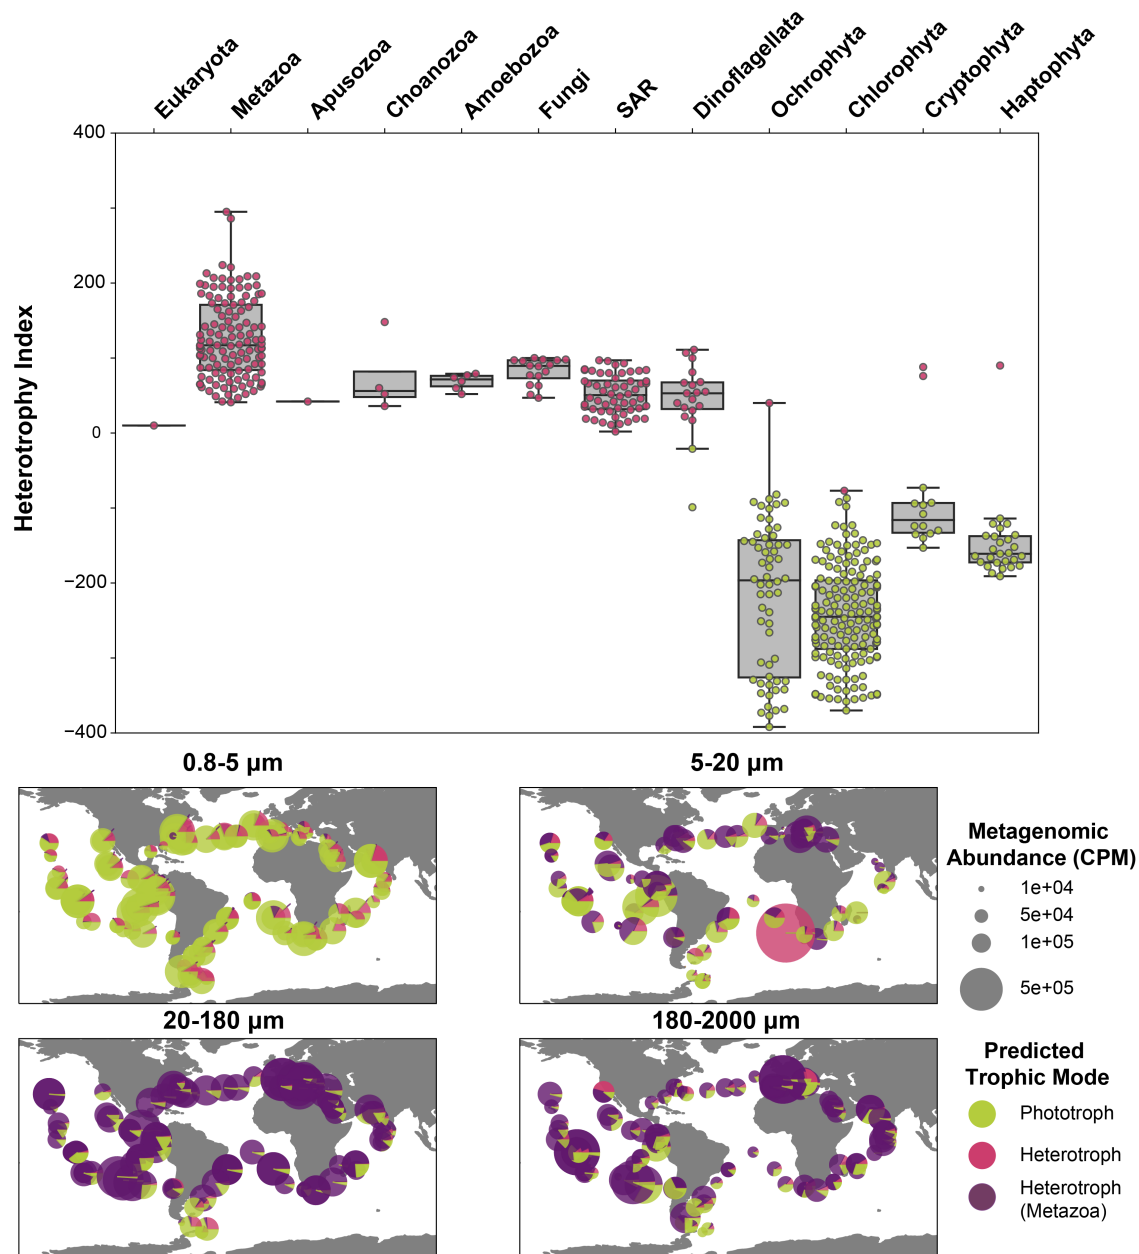 Eukaryota
Metazoa
Apusozoa
Choanozoa
Amoebozoa
Fungi
SAR
Dinoflagellata
Ochrophyta
Chlorophyta
Cryptophyta
Haptophyta
Heterotrophy Index
400
200
0
−200
−400
0.8-5 µm
5-20 µm
Metagenomic
Abundance (CPM)
1e+04
5e+04
1e+05
5e+05
20-180 µm
180-2000 µm
Predicted
Trophic Mode
Phototroph
Heterotroph
Heterotroph
(Metazoa)